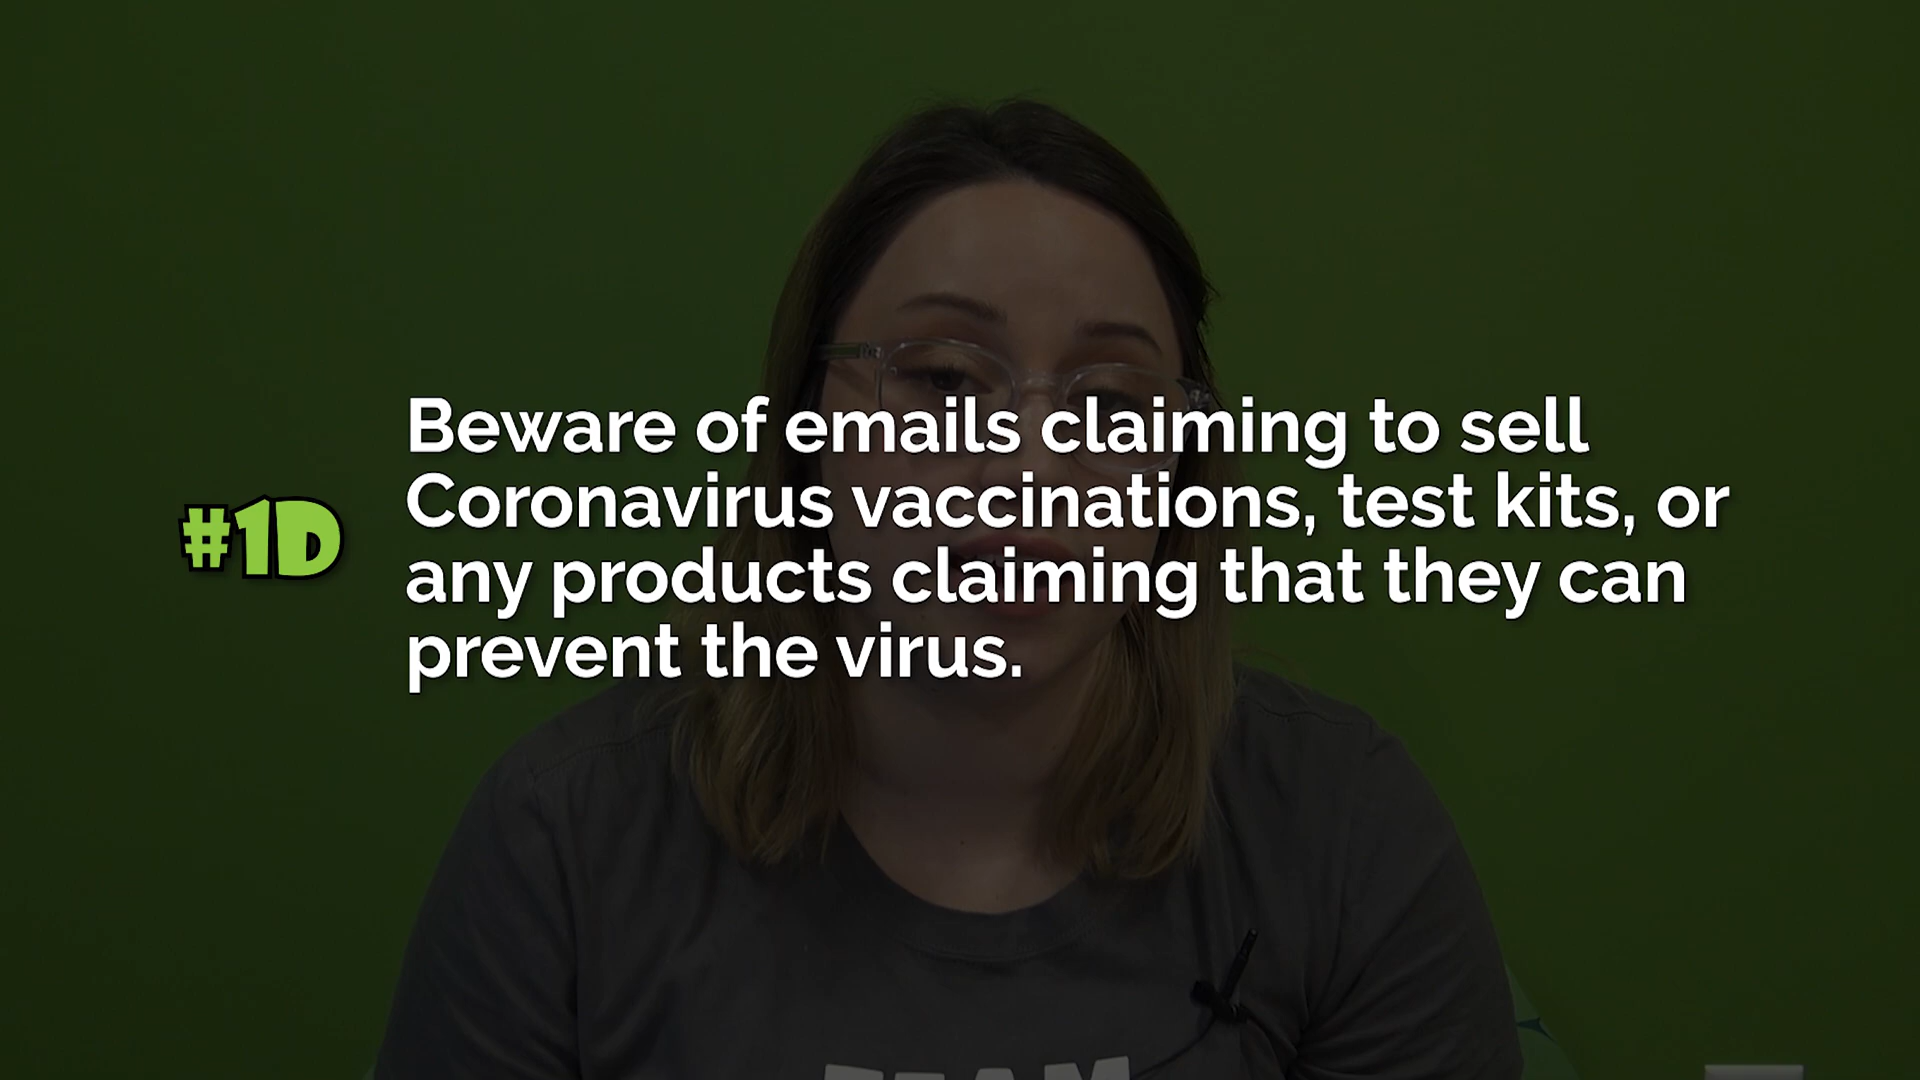 #1D
Beware of emails claiming to sell
Coronavirus vaccinations, test kits, or
any products claiming that they can
prevent the virus.
TEAM